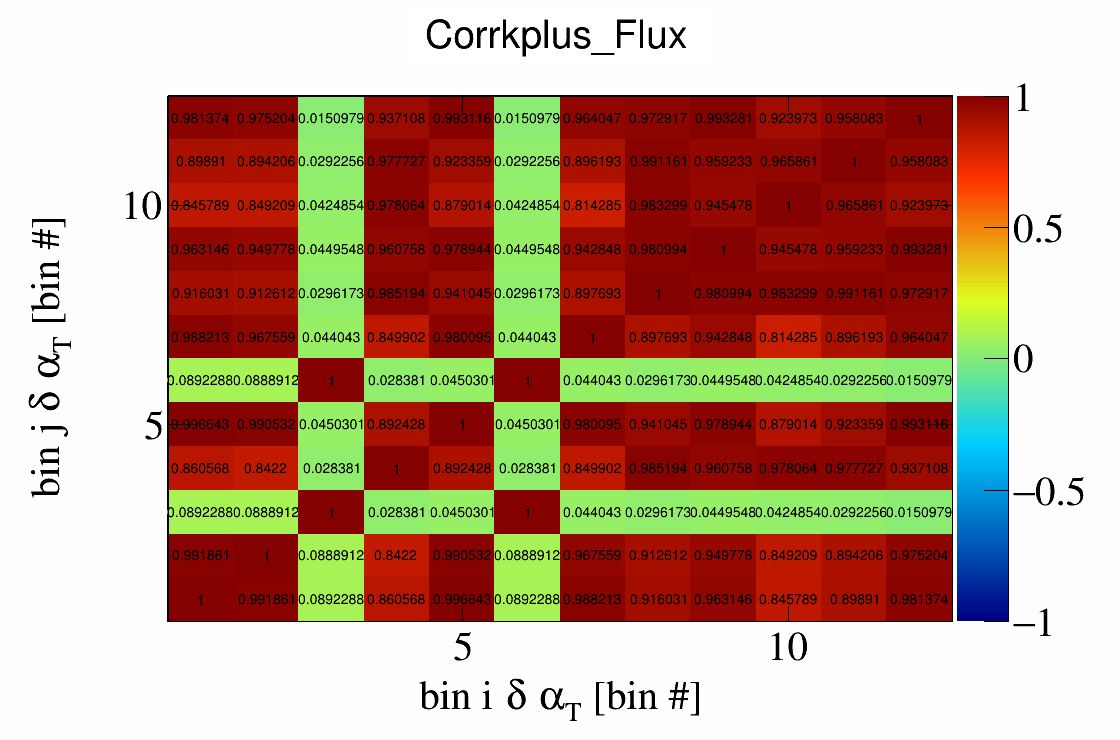 Corrkplus_Flux
0.981374 0.975204 0.0150979 0.937108 0.993116 0.0150979 0.964047 0.972917 0.993281 0.923973 0.958083 1
0.89891 0.894206 0.0292256 0.977727 0.923359 0.0292256 0.896193 0.991161 0.959233 0.965861 1 0.958083
10 0.845789 0.849209 0.0424854 0.978064 0.879014 0.0424854 0.814285 0.983299 0.945478 1 0.965861 0.923973
0.963146 0.949778 0.0449548 0.960758 0.978944 0.0449548 0.942848 0.980994 1 0.945478 0.959233 0.993281
0.916031 0.912612 0.0296173 0.985194 0.941045 0.0296173 0.897693 1 0.980994 0.983299 0.991161 0.972917
0.988213 0.967559 0.044043 0.849902 0.980095 0.044043 1 0.897693 0.942848 0.814285 0.896193 0.964047
0.0892288 0.0888912 1 0.028381 0.0450301 1 0.044043 0.0296173 0.0449548 0.0424854 0.0292256 0.0150979
5 0.996643 0.990532 0.0450301 0.892428 1 0.0450301 0.980095 0.941045 0.978944 0.879014 0.923359 0.993116
0.860568 0.8422 0.028381 1 0.892428 0.028381 0.849902 0.985194 0.960758 0.978064 0.977727 0.937108
0.0892288 0.0888912 1 0.028381 0.0450301 1 0.044043 0.0296173 0.0449548 0.0424854 0.0292256 0.0150979
0.991861 1 0.0888912 0.8422 0.990532 0.0888912 0.967559 0.912612 0.949778 0.849209 0.894206 0.975204
1 0.991861 0.0892288 0.860568 0.996643 0.0892288 0.988213 0.916031 0.963146 0.845789 0.89891 0.981374
5 10
bin i δ α_T [bin #]
bin j δ α_T [bin #]
1
0.5
0
−0.5
−1